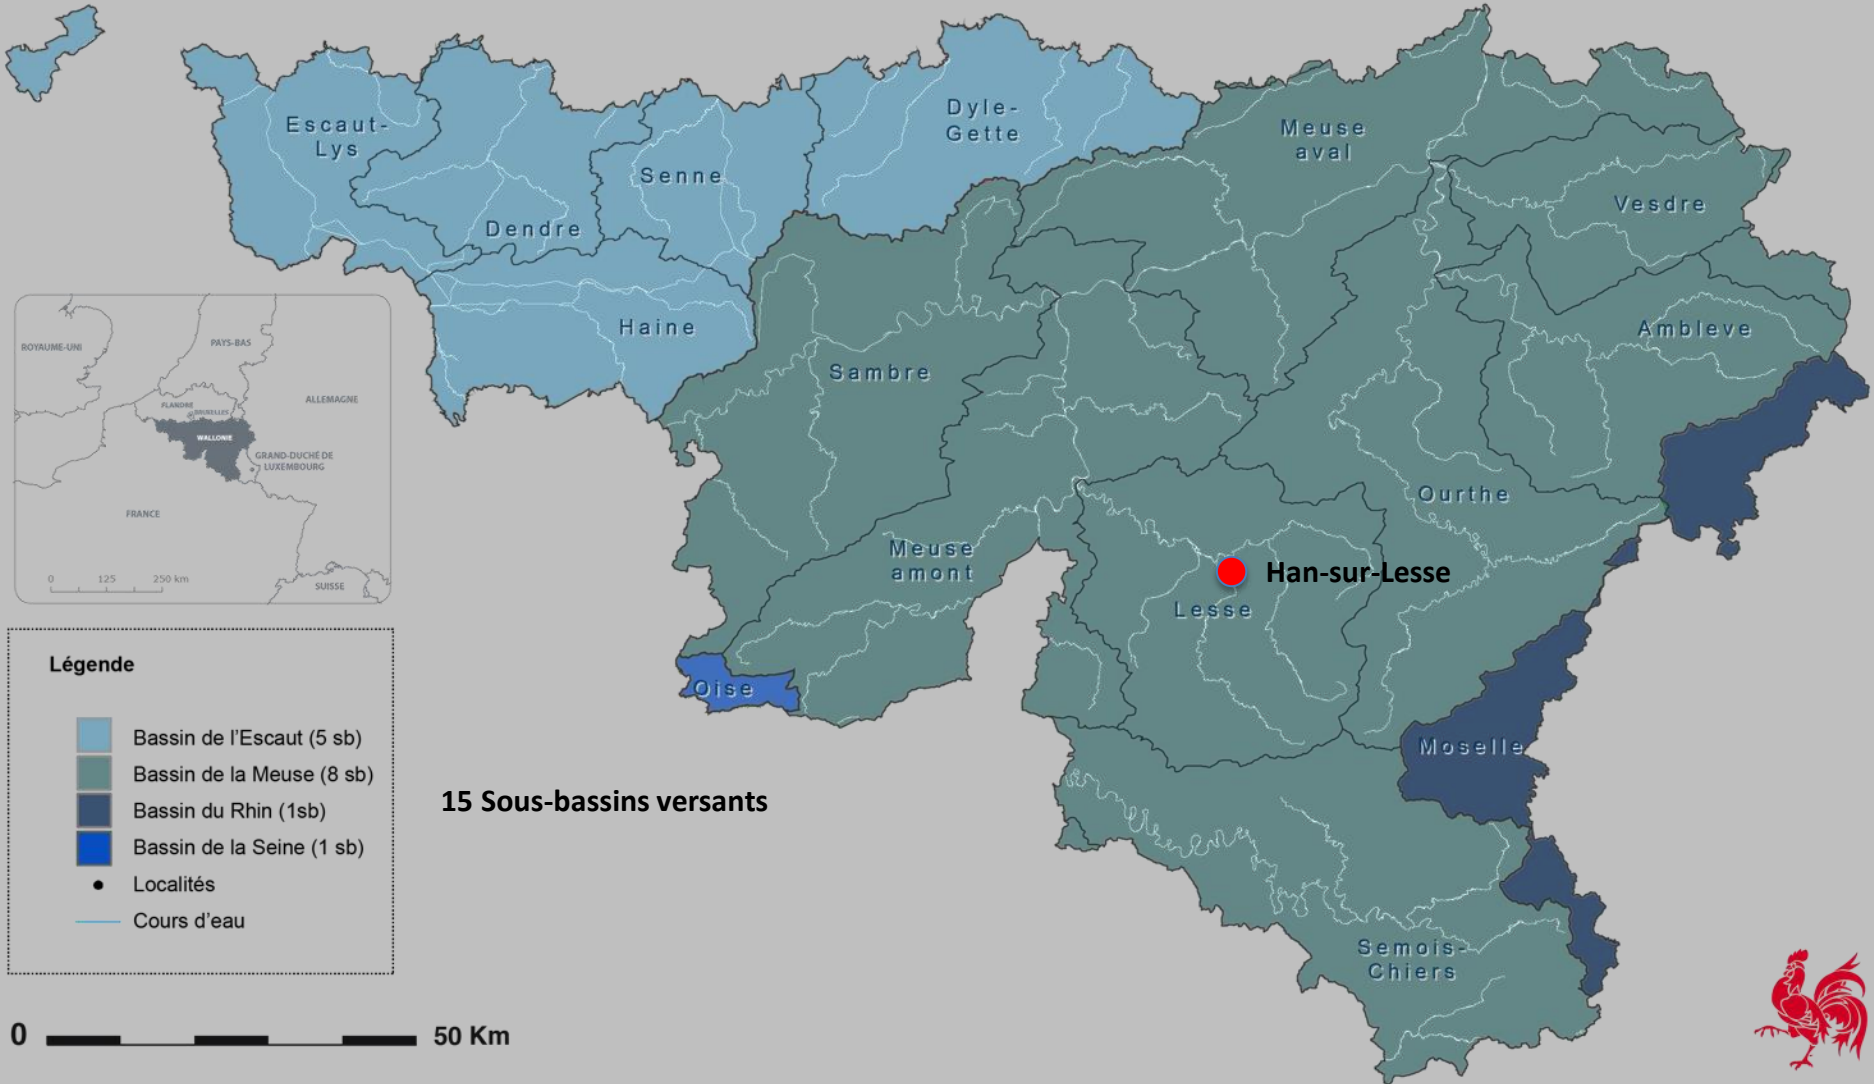 Escaut-
Lys
Dendre
Senne
Dyle-
Gette
Haine
Meuse
aval
Vesdre
Ambleve
Sambre
Ourthe
Meuse
amont
Lesse
Han-sur-Lesse
Oise
Moselle
Semois-
Chiers
ROYAUME-UNI
PAYS-BAS
ALLEMAGNE
FLANDRE
BRUXELLES
WALLONIE
GRAND-DUCHÉ DE
LUXEMBOURG
FRANCE
SUISSE
0 125 250 km
Légende
Bassin de l'Escaut (5 sb)
Bassin de la Meuse (8 sb)
Bassin du Rhin (1sb)
Bassin de la Seine (1 sb)
Localités
Cours d'eau
15 Sous-bassins versants
0 50 Km